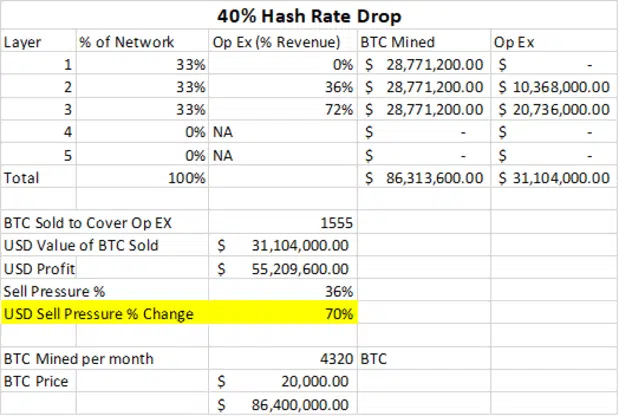 40% Hash Rate Drop
Layer % of Network Op Ex (% Revenue) BTC Mined Op Ex
1 33% 0% $ 28,771,200.00 $ -
2 33% 36% $ 28,771,200.00 $ 10,368,000.00
3 33% 72% $ 28,771,200.00 $ 20,736,000.00
4 0% NA $ - $ -
5 0% NA $ - $ -
Total 100% $ 86,313,600.00 $ 31,104,000.00
BTC Sold to Cover Op EX 1555
USD Value of BTC Sold $ 31,104,000.00
USD Profit $ 55,209,600.00
Sell Pressure % 36%
USD Sell Pressure % Change 70%
BTC Mined per month 4320 BTC
BTC Price $ 20,000.00
$ 86,400,000.00